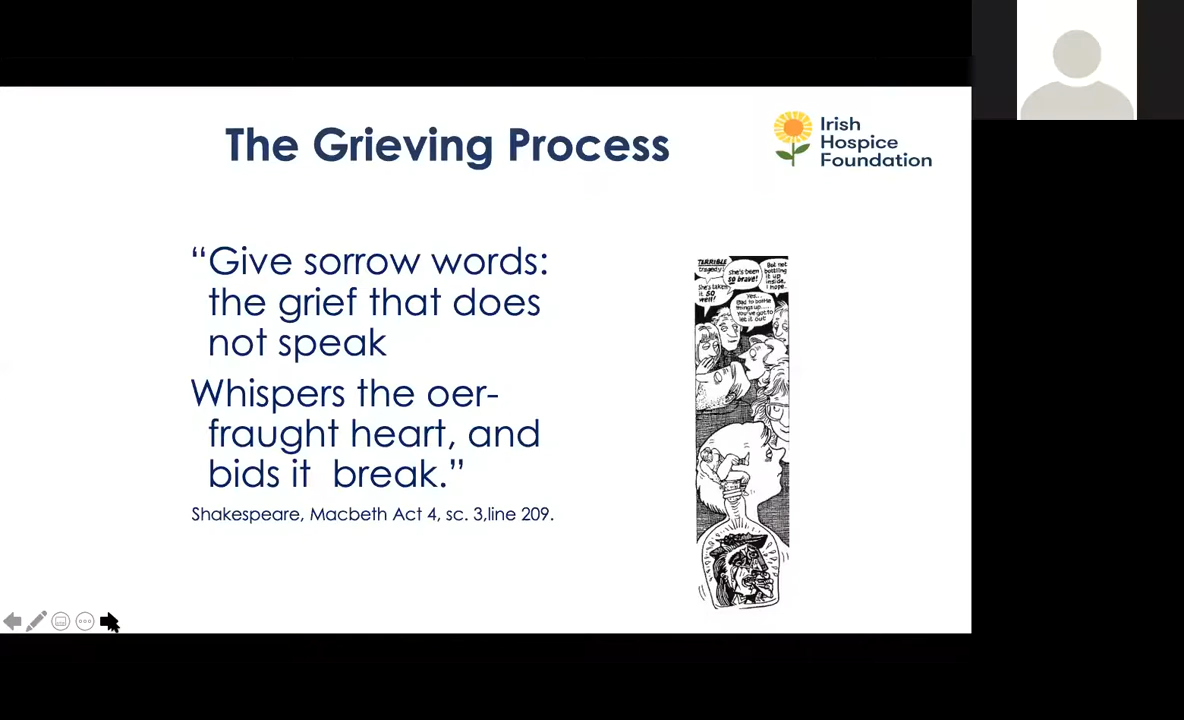 The Grieving Process
Irish
Hospice
Foundation
“Give sorrow words:
the grief that does
not speak
Whispers the oer-
fraught heart, and
bids it break.”
Shakespeare, Macbeth Act 4, sc. 3,line 209.
TERRIBLE
tragedy!
She's been
so brave!
But not
bottling
it up
inside,
I hope.
She's taken
it SO
well!
Yes...
Bad to bottle
things up....
You've got to
let it out